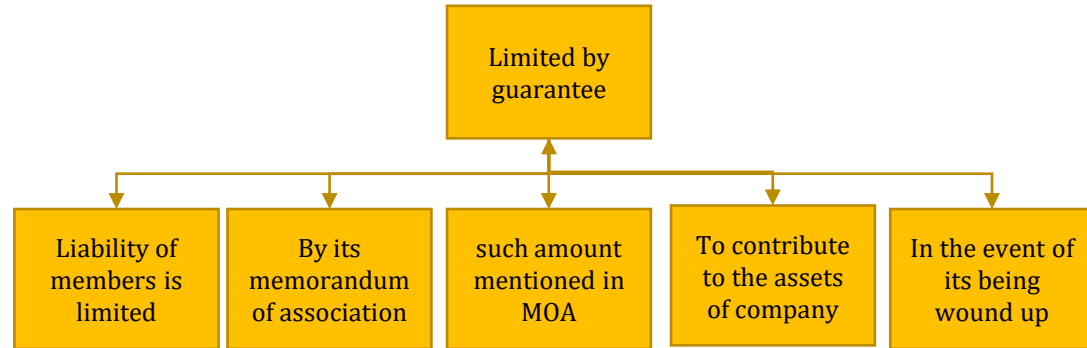 Limited by
guarantee
Liability of
members is
limited
By its
memorandum
of association
such amount
mentioned in
MOA
To contribute
to the assets
of company
In the event of
its being
wound up